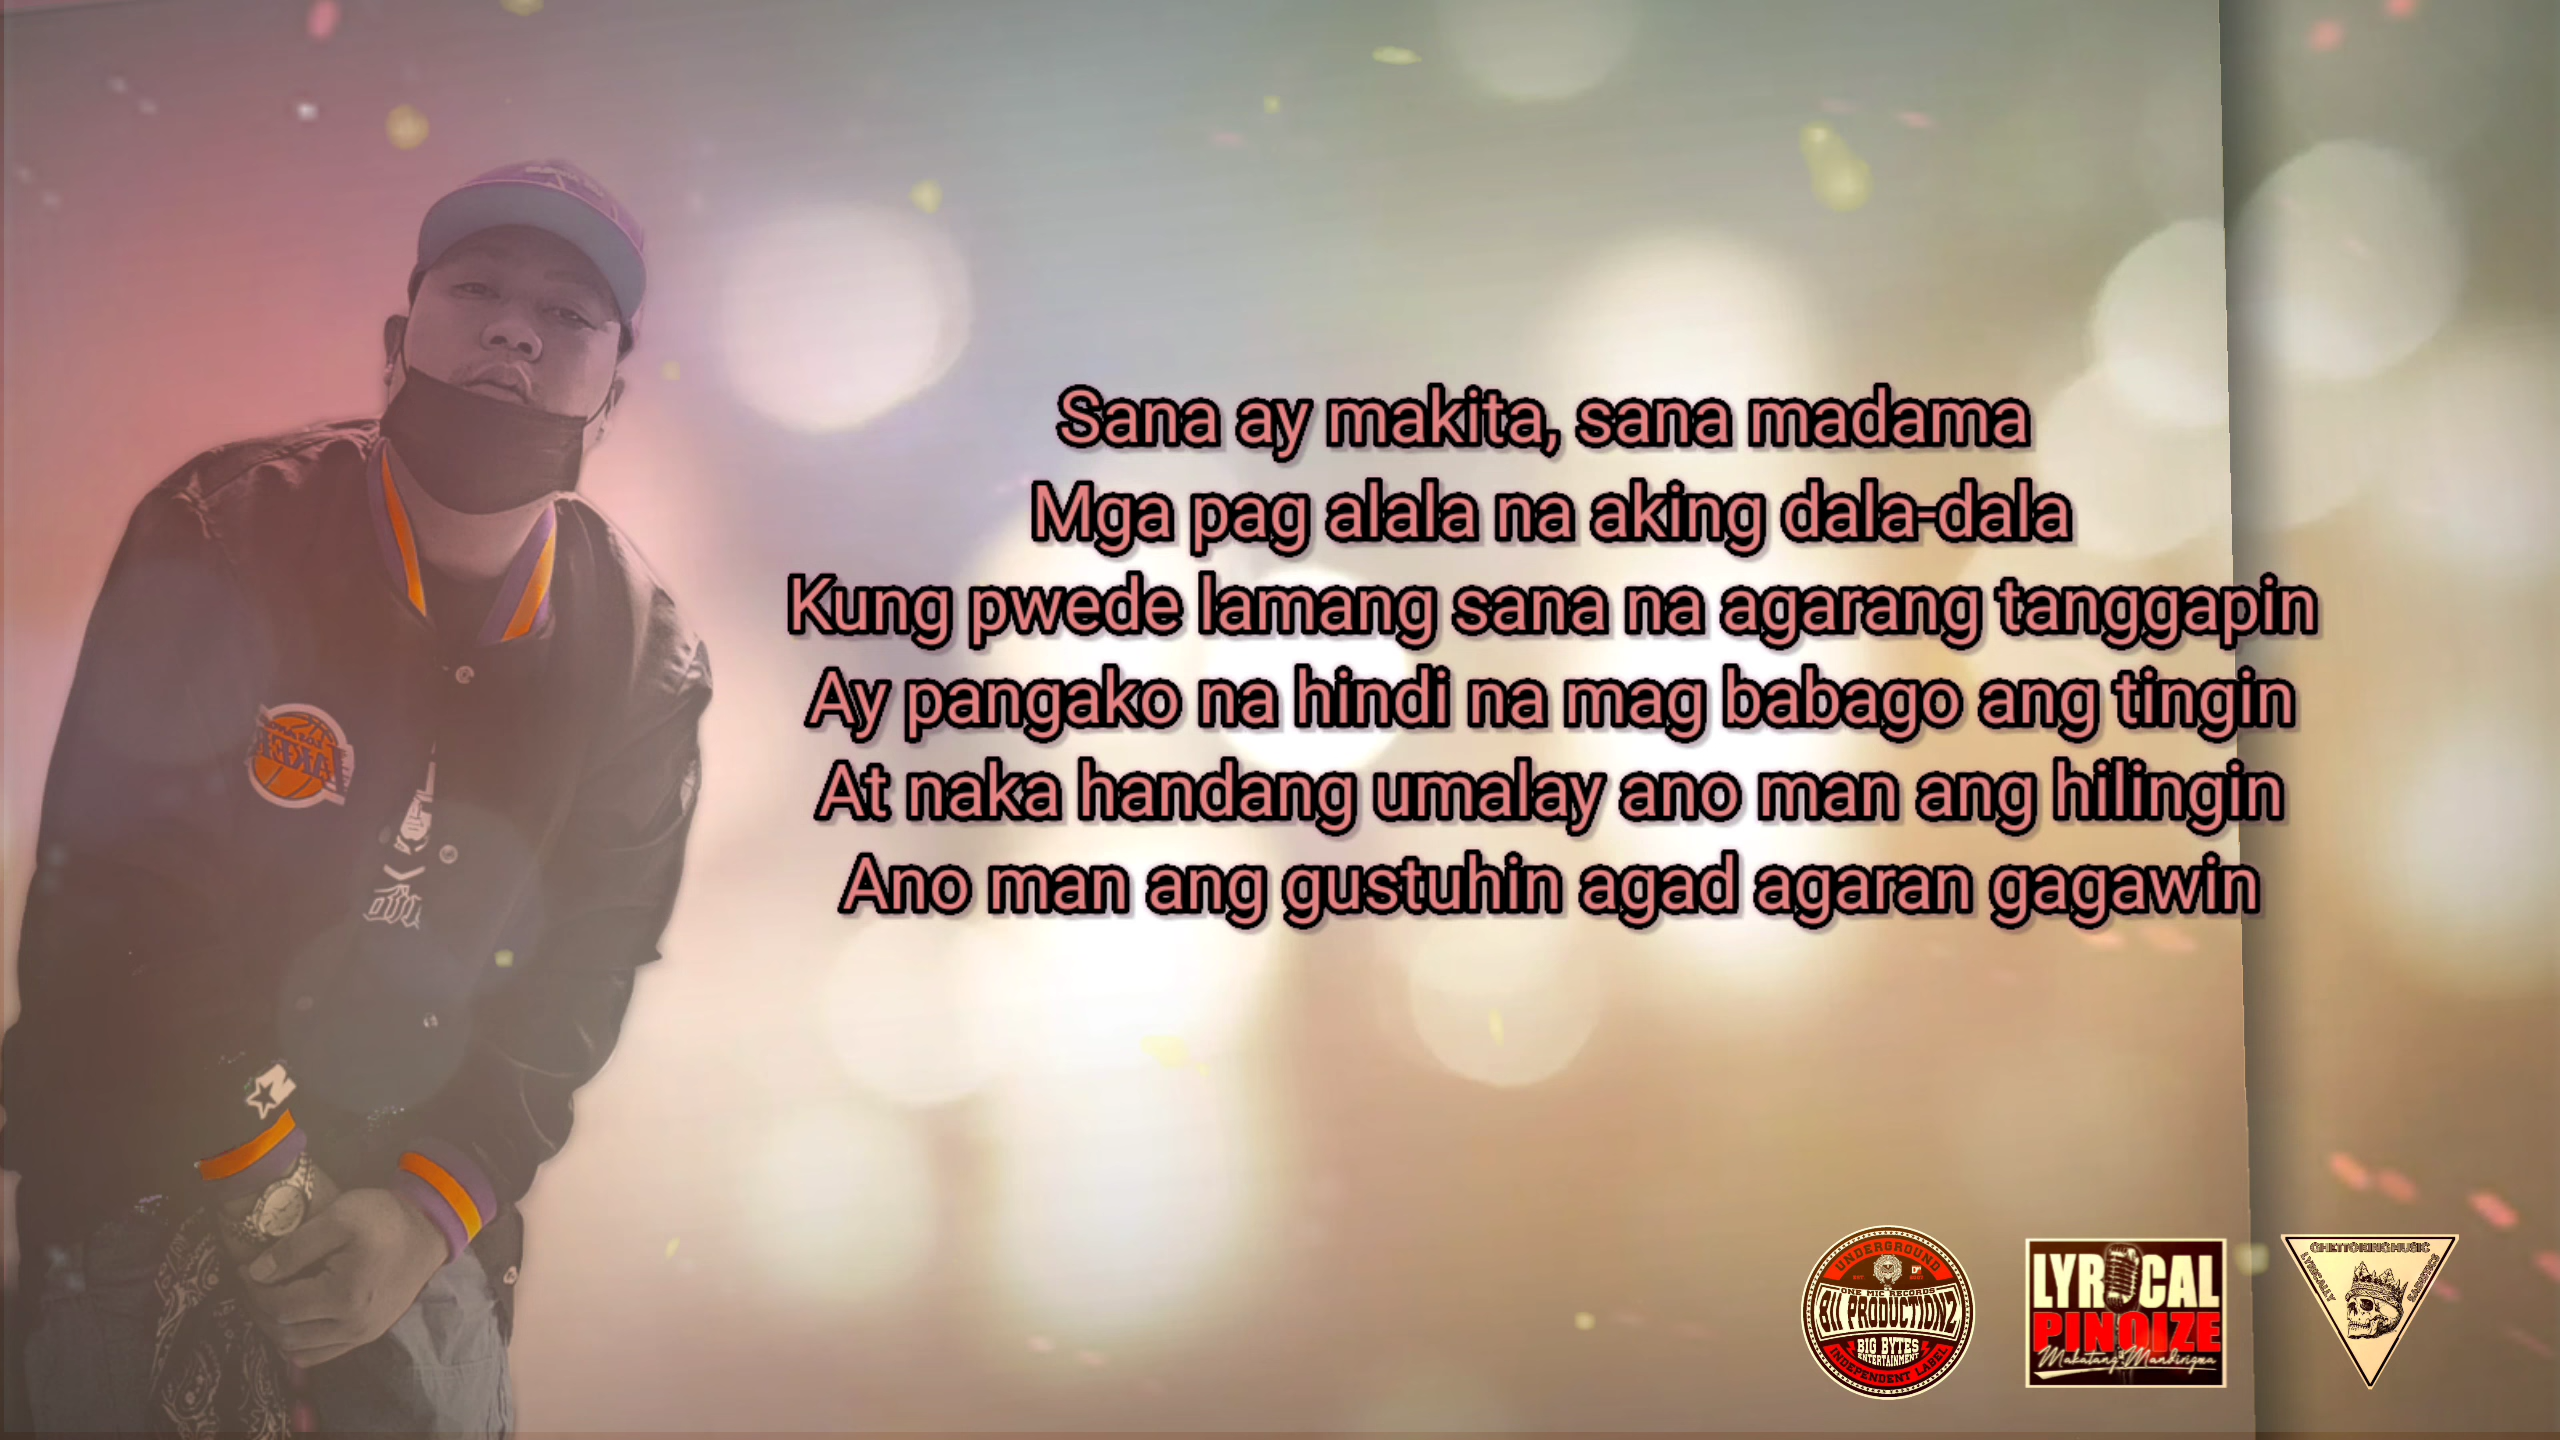 Sana ay makita, sana madama
Mga pag alala na aking dala-dala
Kung pwede lamang sana na agarang tanggapin
Ay pangako na hindi na mag babago ang tingin
At naka handang umalay ano man ang hilingin
Ano man ang gustuhin agad agaran gagawin
UNDERGROUND
ONE MIC RECORDS
BII PRODUCTIONZ
BIG BYTES
ENTERTAINMENT
INDEPENDENT LABEL
LYRICAL
PINOIZE
Makatang Mandirigma
GHETTOKINGMUSIC
LYRICALLY